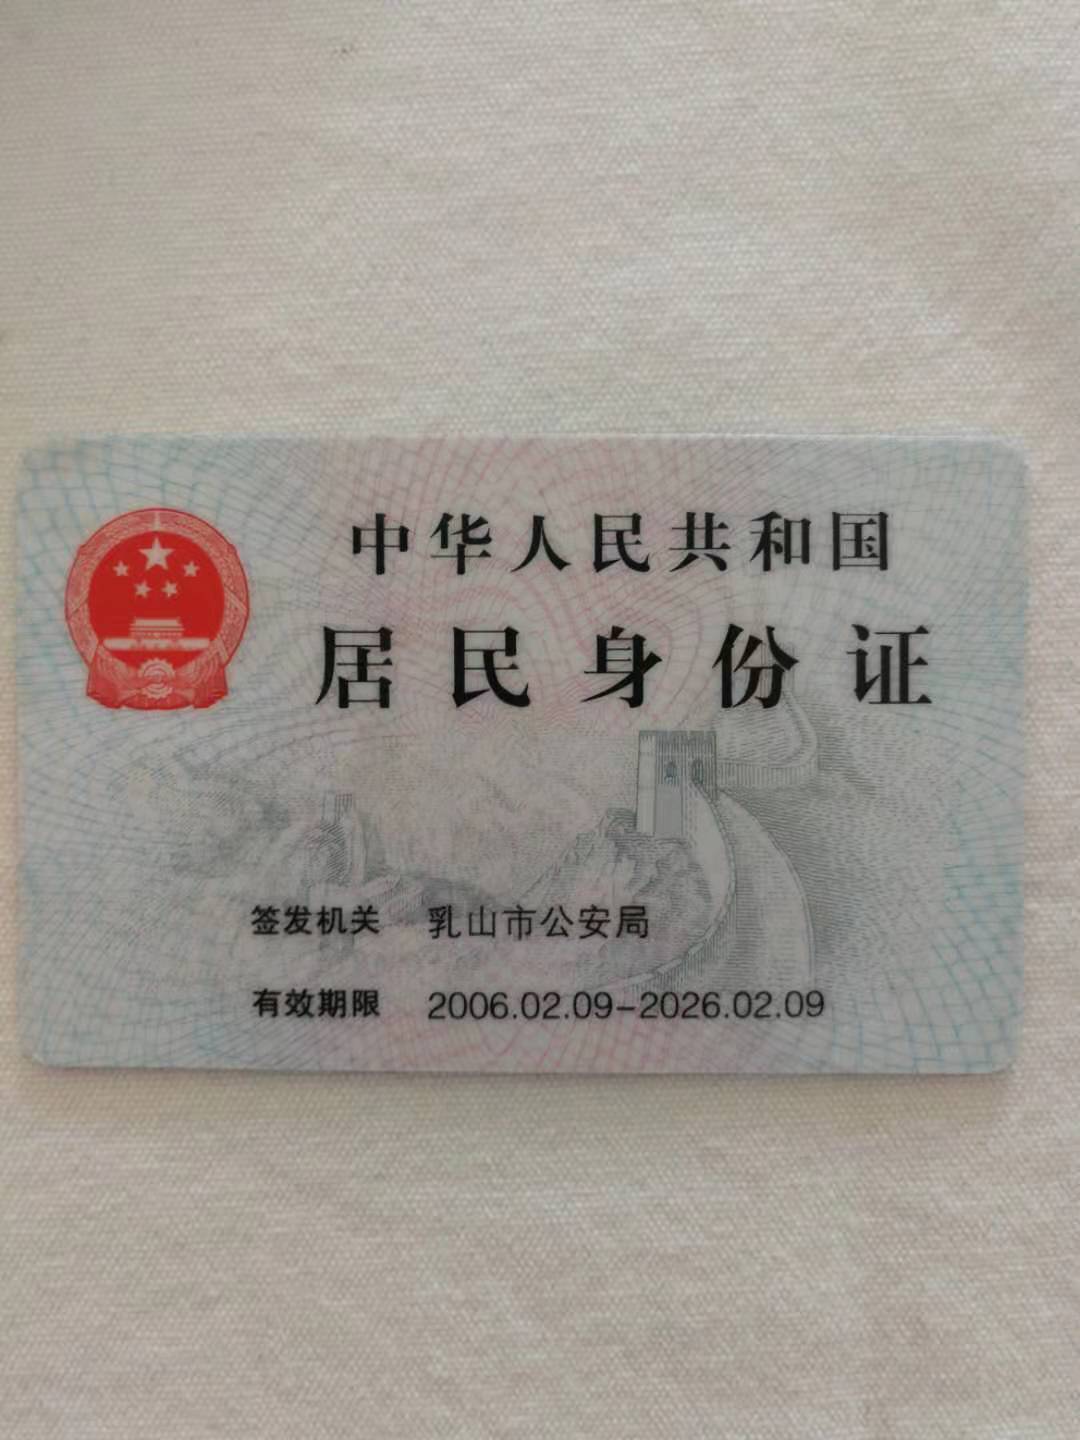 中华人民共和国
居民身份证
签发机关 乳山市公安局
有效期限 2006.02.09-2026.02.09